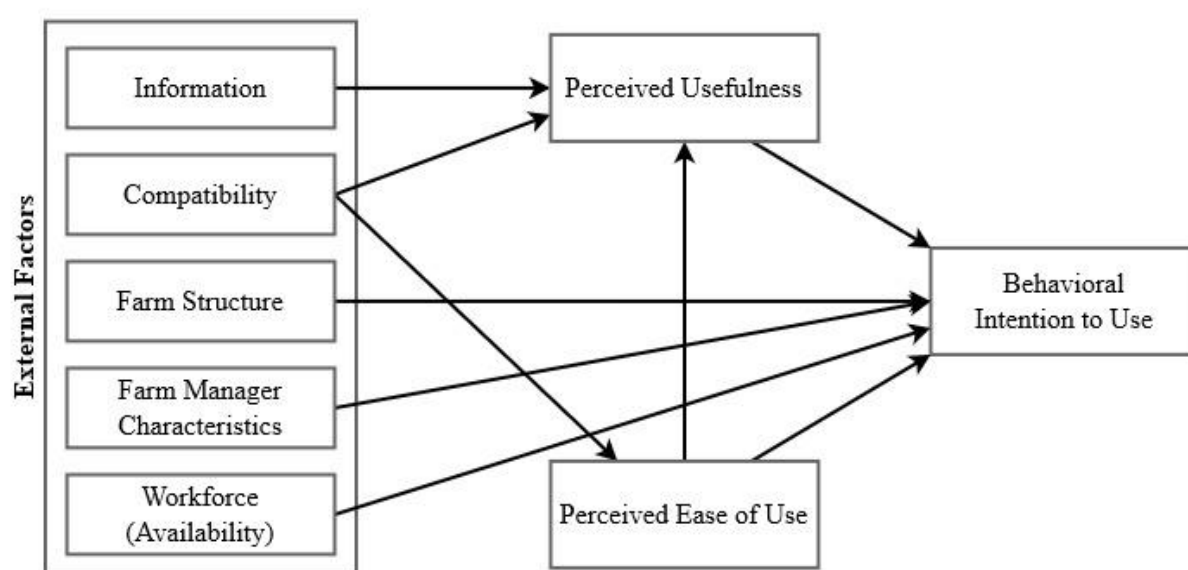 External Factors
Information
Compatibility
Farm Structure
Farm Manager
Characteristics
Workforce
(Availability)
Perceived Usefulness
Perceived Ease of Use
Behavioral
Intention to Use